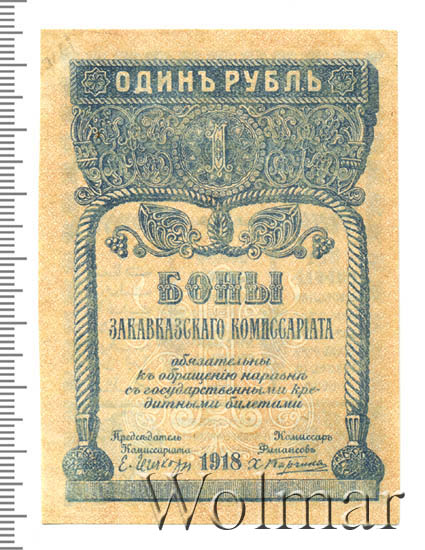 ОДИНЪ РУБЛЬ
1
БОНЫ
ЗАКАВКАЗСКАГО КОМИССАРІАТА
обязательны
къ обращенію наравнѣ
съ государственными кре-
дитными билетами
Предсѣдатель Комиссаръ
Комиссаріата Финансовъ
1918
Wolmar